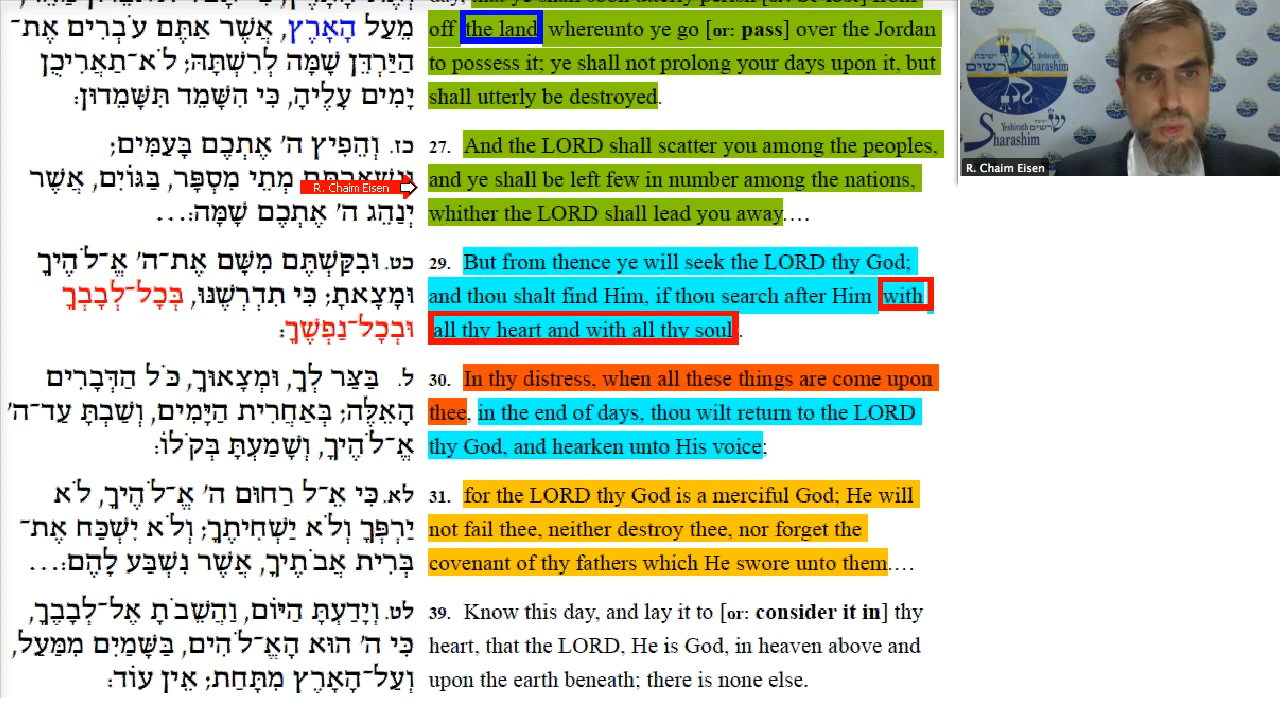 מֵעַל הָאָרֶץ, אֲשֶׁר אַתֶּם עֹבְרִים אֶת־
הַיַּרְדֵּן שָׁמָּה לְרִשְׁתָּהּ; לֹא־תַאֲרִיכֻן
יָמִים עָלֶיהָ, כִּי הִשָּׁמֵד תִּשָּׁמֵדוּן:
כז. וְהֵפִיץ ה' אֶתְכֶם בָּעַמִּים;
מְתֵי מִסְפָּר, בַּגּוֹיִם, אֲשֶׁר
יְנַהֵג ה' אֶתְכֶם שָׁמָּה:...
כט. וּבִקַּשְׁתֶּם מִשָּׁם אֶת־ה' אֱ־לֹהֶיךָ
וּמָצָאתָ; כִּי תִדְרְשֶׁנּוּ, בְּכָל־לְבָבְךָ
וּבְכָל־נַפְשֶׁךָ:
ל. בַּצַּר לְךָ, וּמְצָאוּךָ, כֹּל הַדְּבָרִים
הָאֵלֶּה; בְּאַחֲרִית הַיָּמִים, וְשַׁבְתָּ עַד־ה'
אֱ־לֹהֶיךָ, וְשָׁמַעְתָּ בְּקֹלוֹ:
לא. כִּי אֵ־ל רַחוּם ה' אֱ־לֹהֶיךָ, לֹא
יַרְפְּךָ וְלֹא יַשְׁחִיתֶךָ; וְלֹא יִשְׁכַּח אֶת־
בְּרִית אֲבֹתֶיךָ, אֲשֶׁר נִשְׁבַּע לָהֶם:...
לט. וְיָדַעְתָּ הַיּוֹם, וַהֲשֵׁבֹתָ אֶל־לְבָבֶךָ,
כִּי ה' הוּא הָאֱ־לֹהִים, בַּשָּׁמַיִם מִמַּעַל,
וְעַל־הָאָרֶץ מִתָּחַת; אֵין עוֹד:
off the land whereunto ye go [or: pass] over the Jordan
to possess it; ye shall not prolong your days upon it, but
shall utterly be destroyed.
27. And the LORD shall scatter you among the peoples,
and ye shall be left few in number among the nations,
whither the LORD shall lead you away....
29. But from thence ye will seek the LORD thy God;
and thou shalt find Him, if thou search after Him with
all thy heart and with all thy soul.
30. In thy distress, when all these things are come upon
thee, in the end of days, thou wilt return to the LORD
thy God, and hearken unto His voice;
31. for the LORD thy God is a merciful God; He will
not fail thee, neither destroy thee, nor forget the
covenant of thy fathers which He swore unto them....
39. Know this day, and lay it to [or: consider it in] thy
heart, that the LORD, He is God, in heaven above and
upon the earth beneath; there is none else.
R. Chaim Eisen
Yeshivath
Sharashim
R. Chaim Eisen